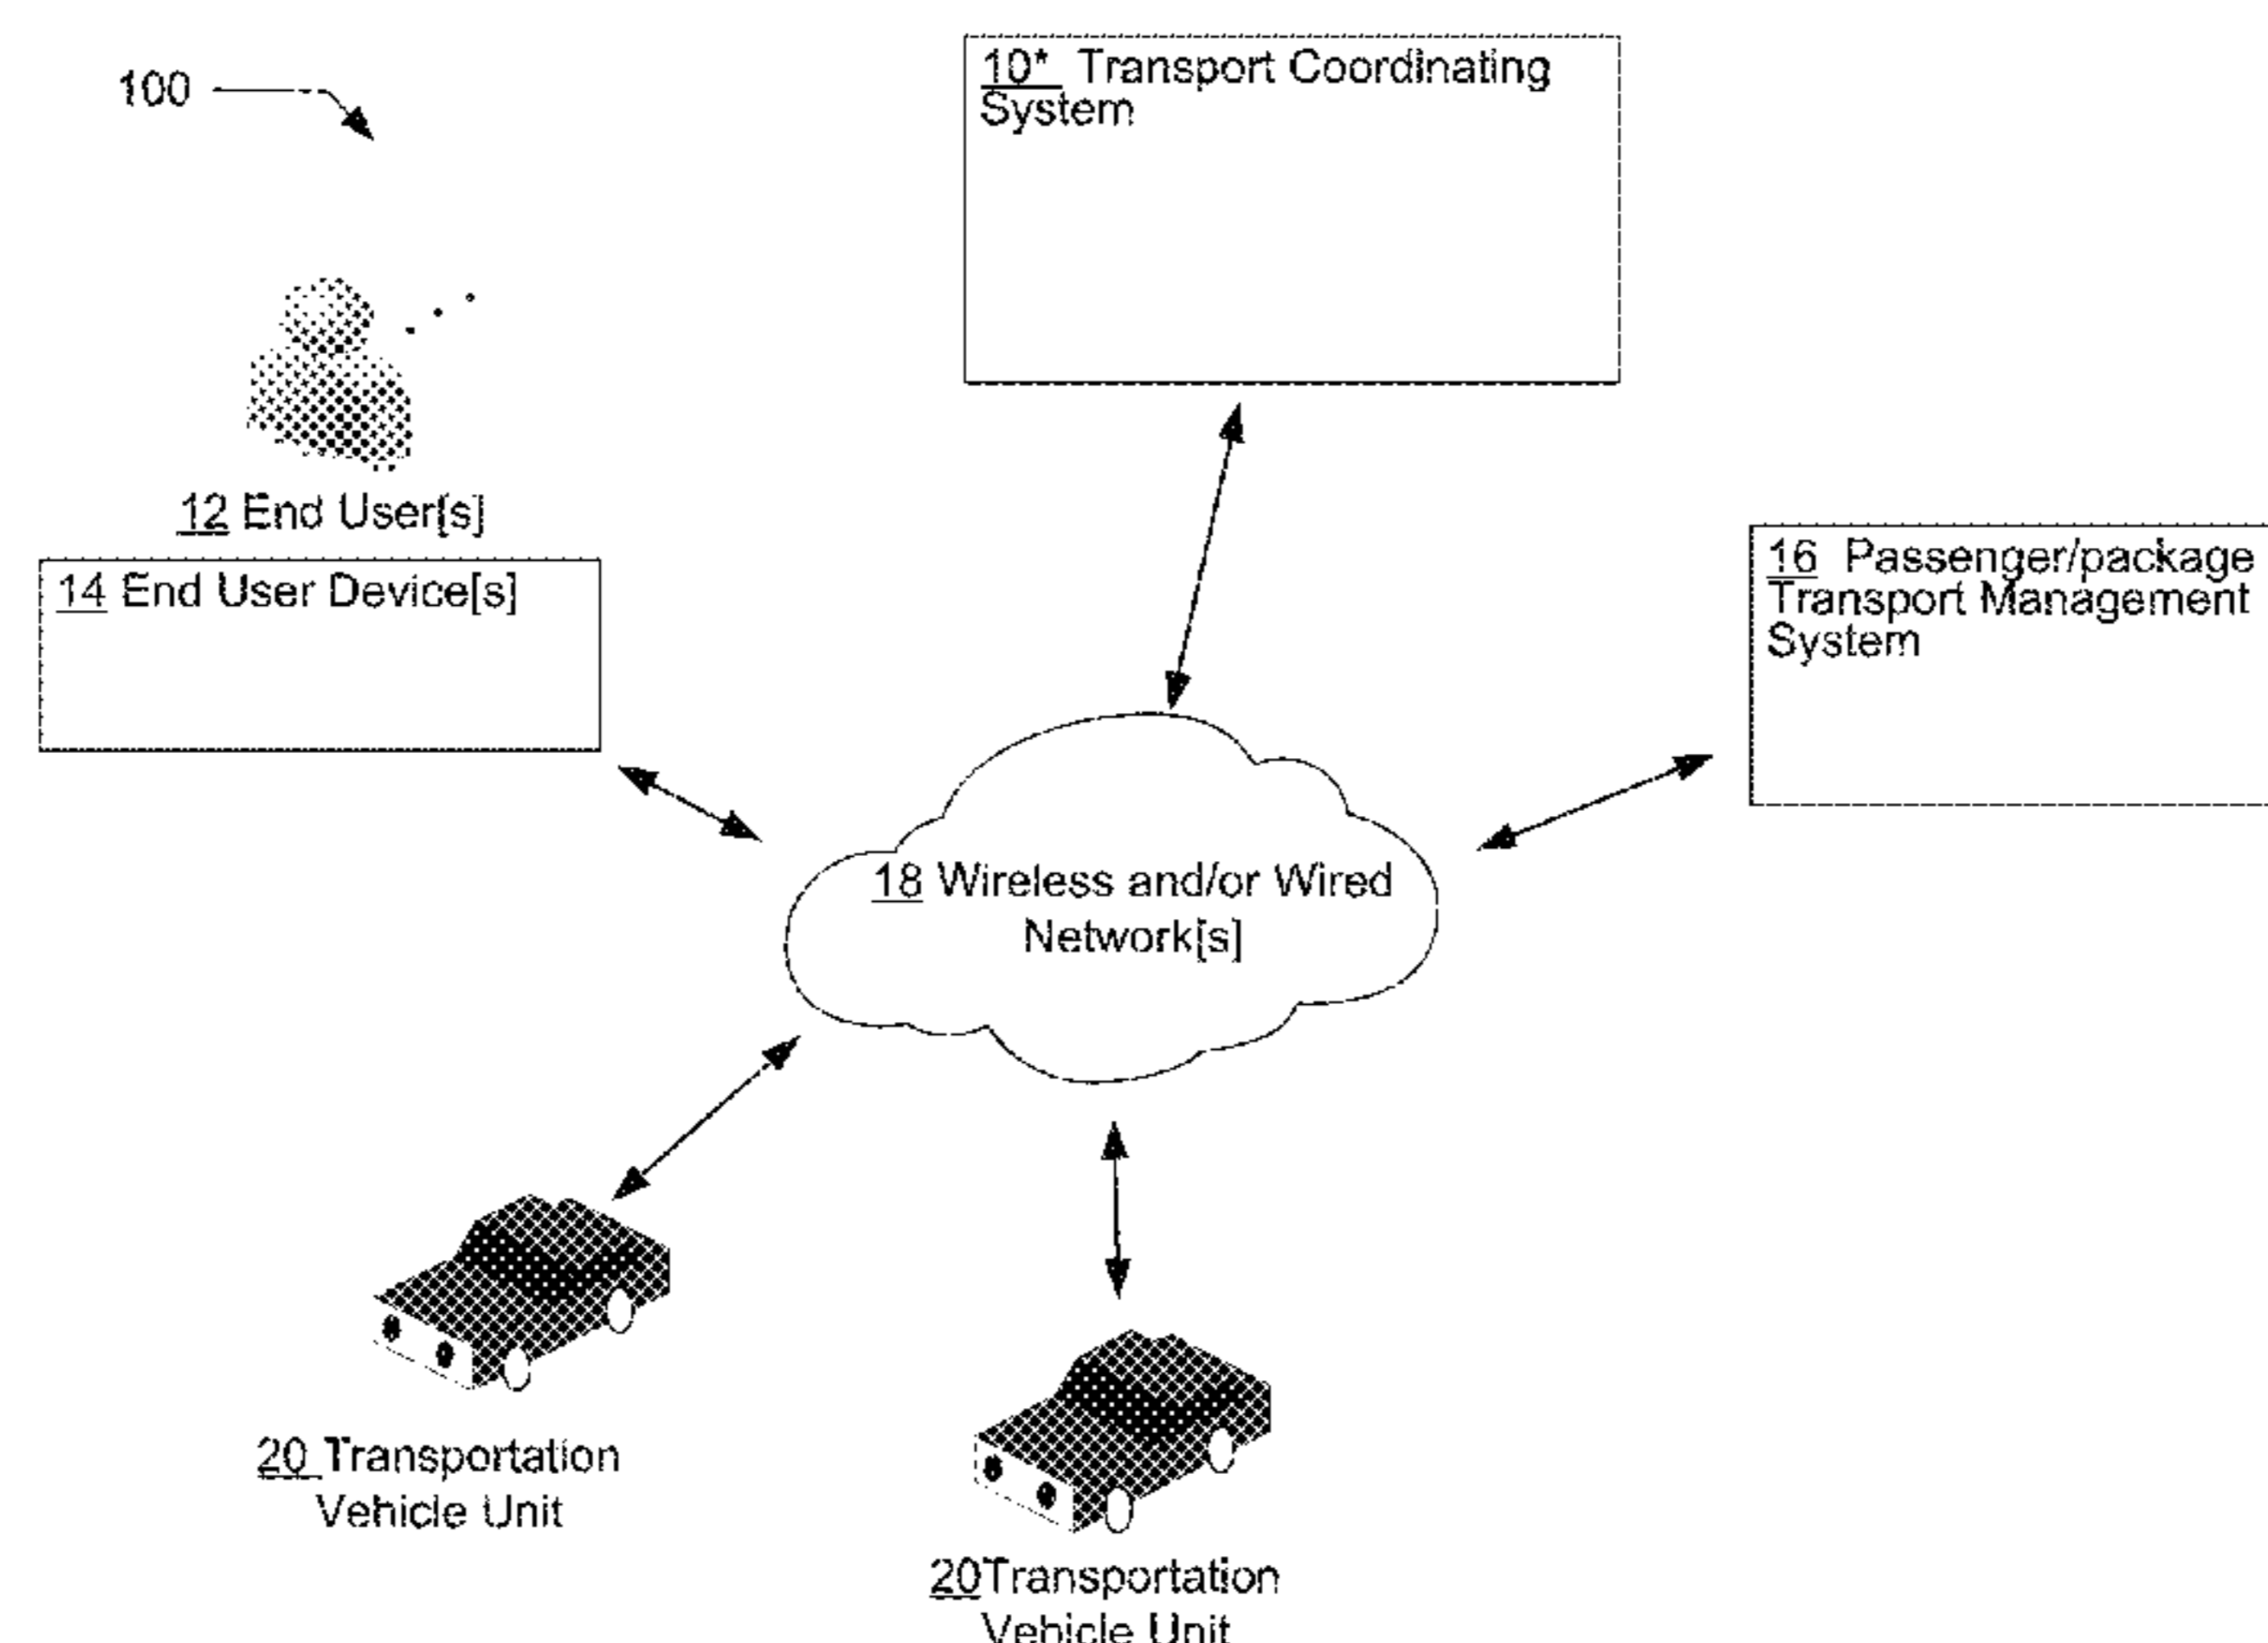 100
10* Transport Coordinating
System
12 End User[s]
14 End User Device[s]
16 Passenger/package
Transport Management
System
18 Wireless and/or Wired
Network[s]
20 Transportation
Vehicle Unit
20Transportation
Vehicle Unit